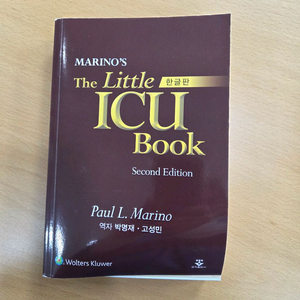 MARINO'S
The Little 한글판
ICU
Book
Second Edition
Paul L. Marino
역자 박명재 · 고성민
Wolters Kluwer